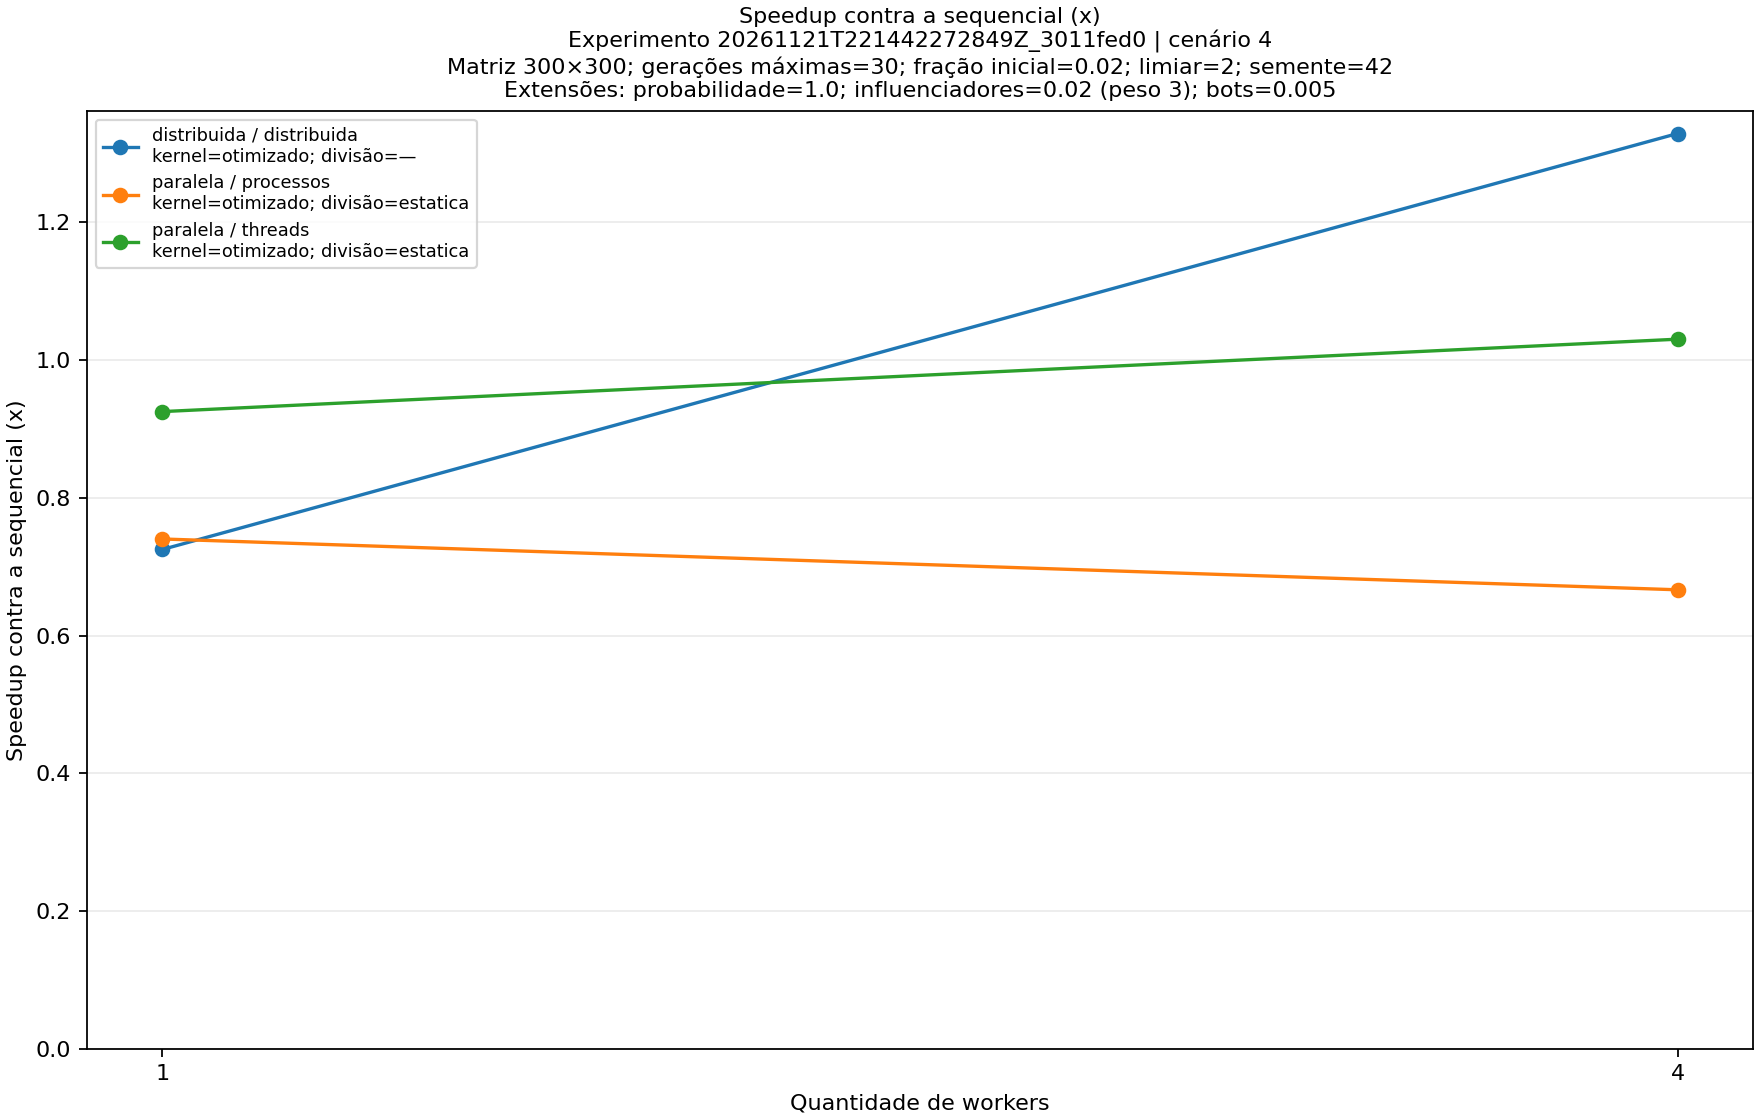 Speedup contra a sequencial (x)
Experimento 20261121T221442272849Z_3011fed0 | cenário 4
Matriz 300×300; gerações máximas=30; fração inicial=0.02; limiar=2; semente=42
Extensões: probabilidade=1.0; influenciadores=0.02 (peso 3); bots=0.005
distribuida / distribuida
kernel=otimizado; divisão=—
paralela / processos
kernel=otimizado; divisão=estatica
paralela / threads
kernel=otimizado; divisão=estatica
Speedup contra a sequencial (x)
1.2
1.0
0.8
0.6
0.4
0.2
0.0
1
4
Quantidade de workers